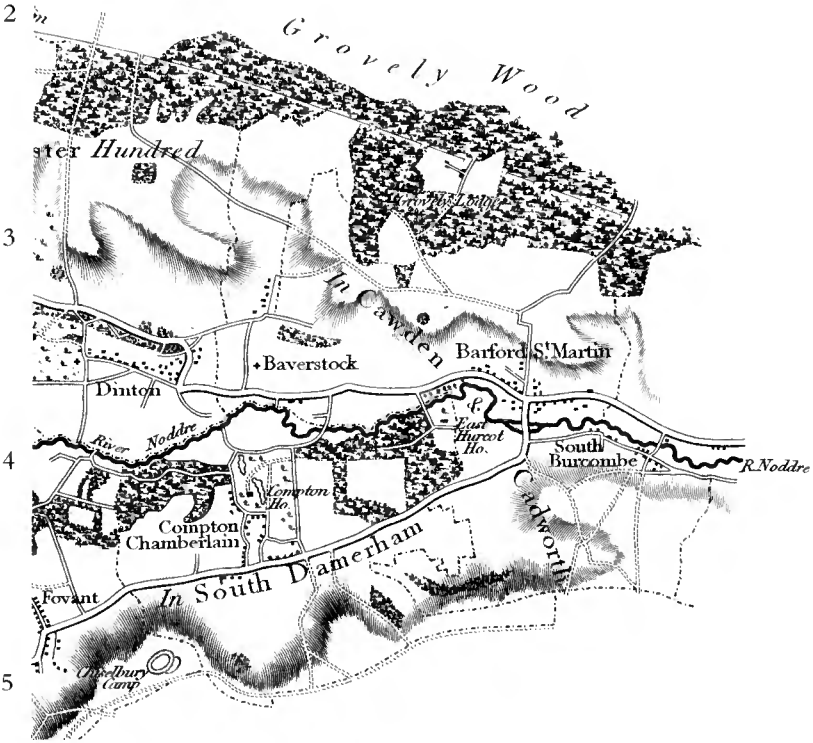 2
Grovely Wood
ster Hundred
Grovely Lodge
3
In Cawden
Barford St Martin
Baverstock
Dinton
River Noddre
East
Hurcot
Ho.
4
South
Burcombe
R. Noddre
Compton
Ho.
Cadworth
Compton
Chamberlain
In South Damerham
Fovant
Chiselbury
Camp
5